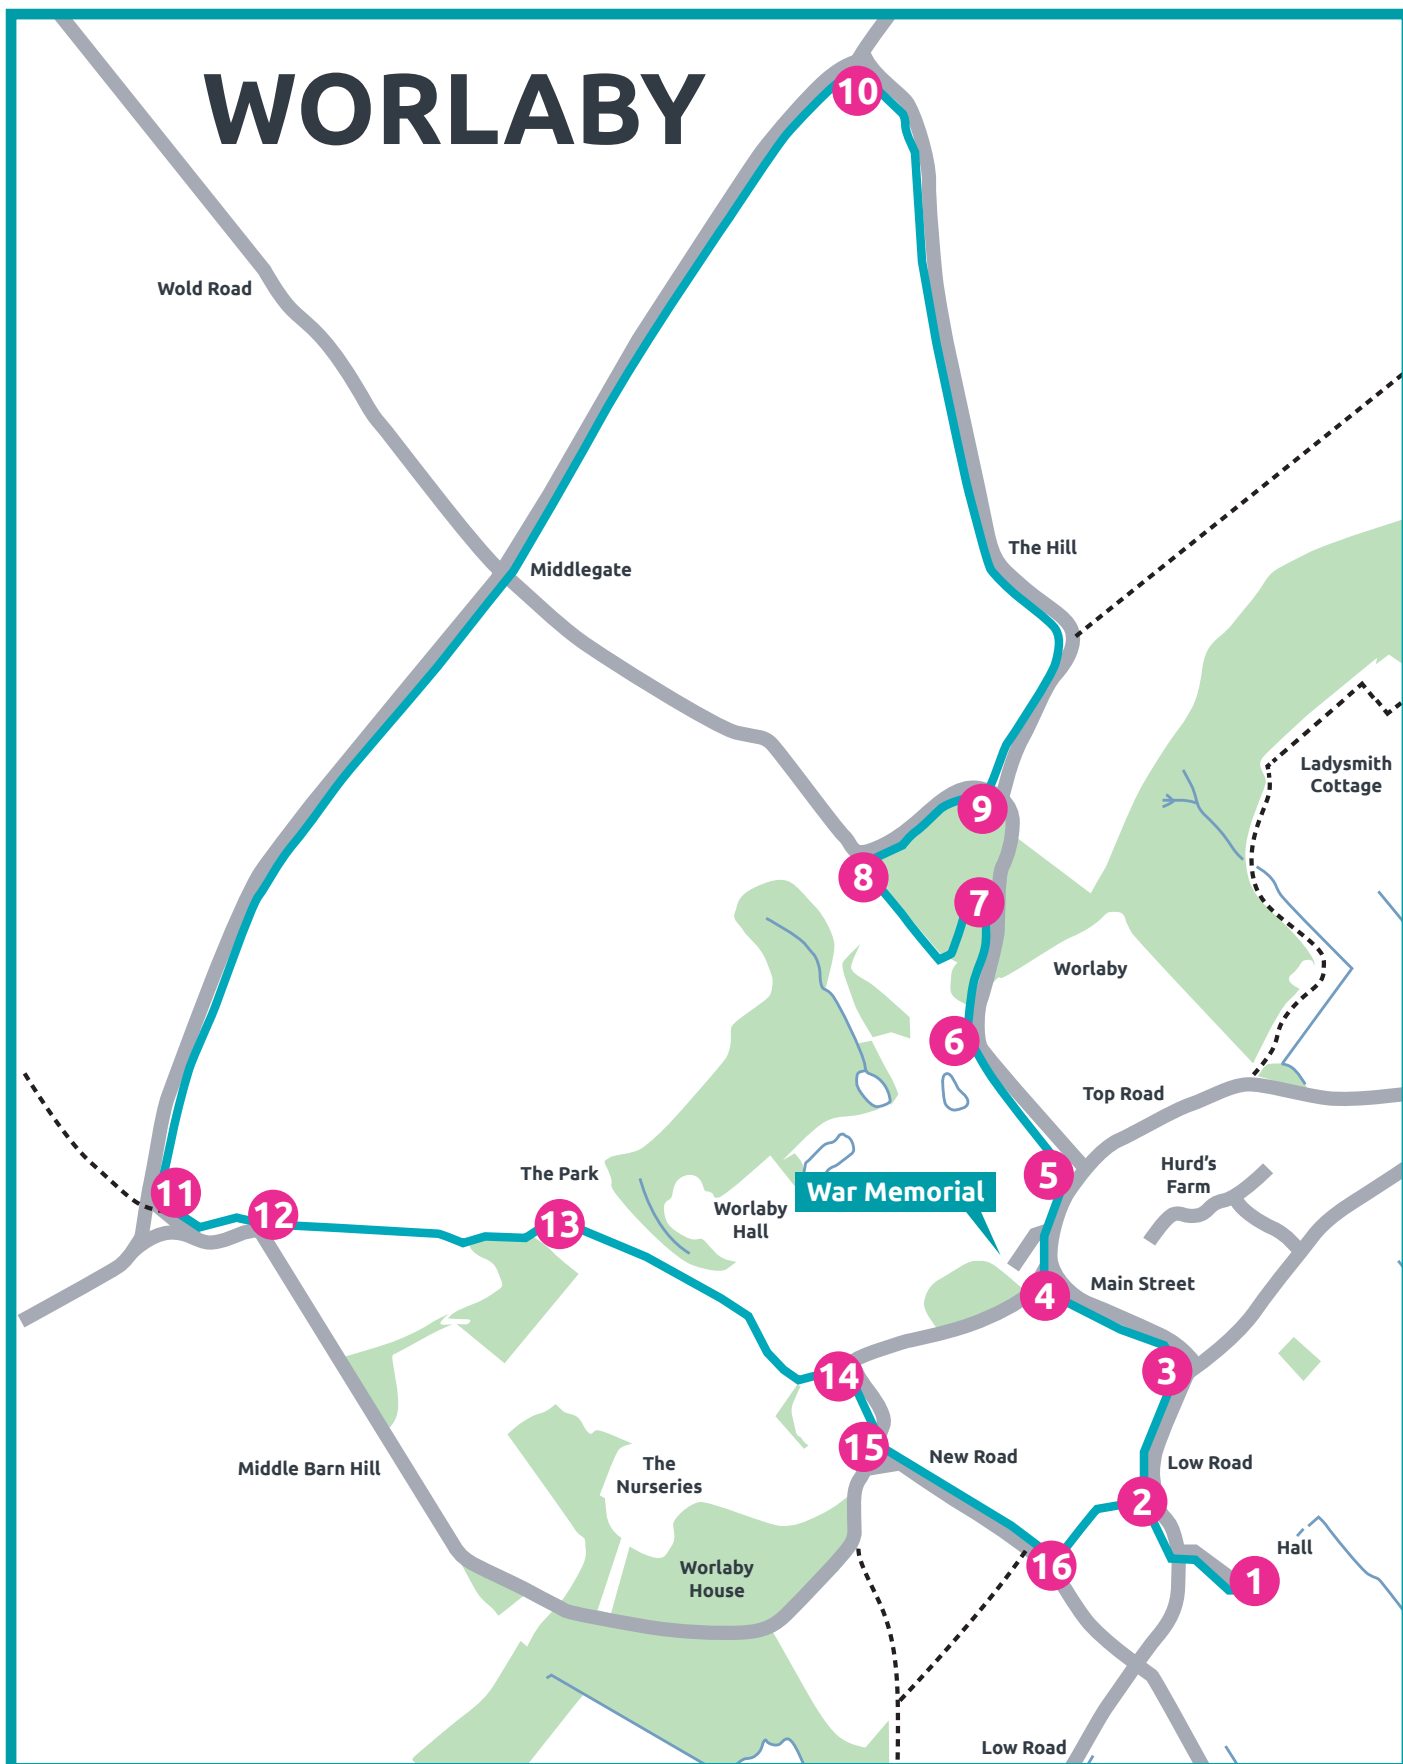 WORLABY
10
Wold Road
The Hill
Middlegate
Ladysmith
Cottage
9
8
7
Worlaby
6
Top Road
5
Hurd's
Farm
The Park
11
War Memorial
12
13
Worlaby
Hall
Main Street
4
3
14
15
New Road
Low Road
Middle Barn Hill
The
Nurseries
2
Hall
16
1
Worlaby
House
Low Road